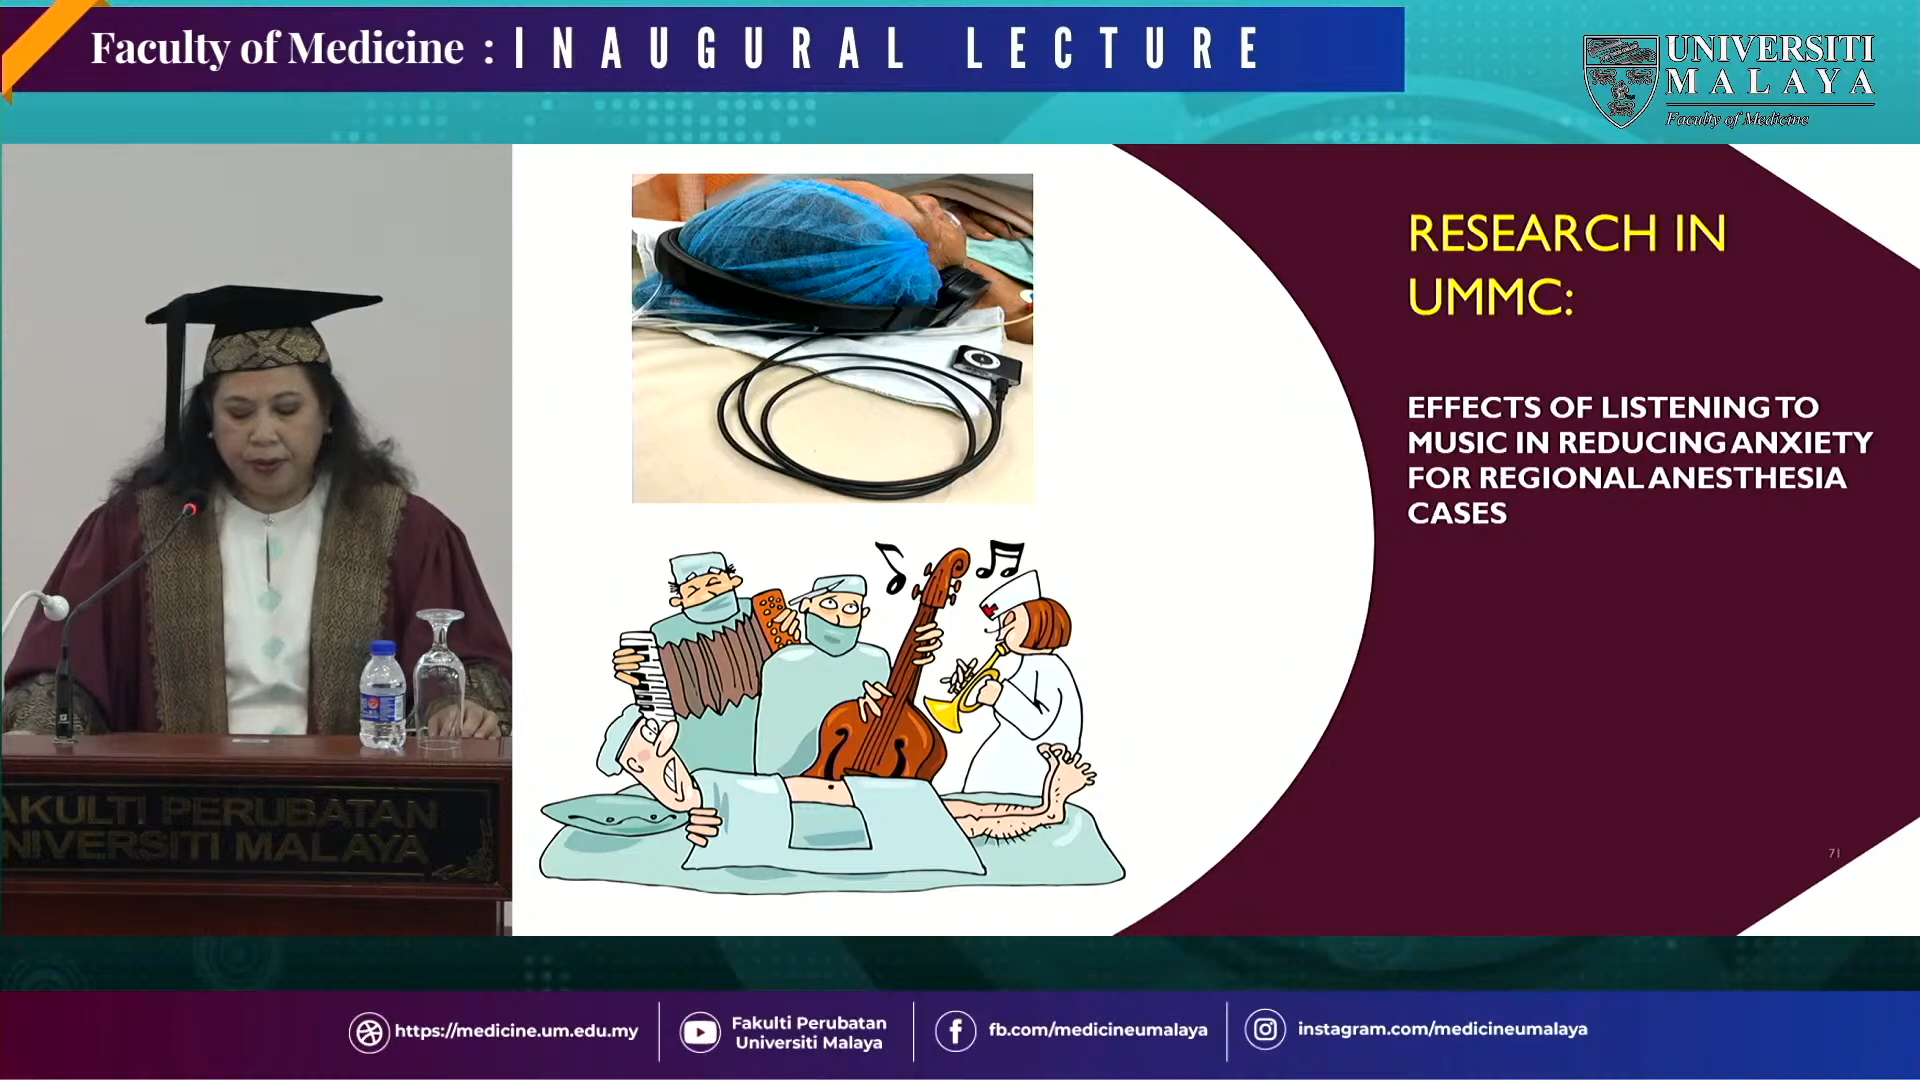 Faculty of Medicine : INAUGURAL LECTURE
UNIVERSITI
MALAYA
Faculty of Medicine
RESEARCH IN
UMMC:
EFFECTS OF LISTENING TO
MUSIC IN REDUCING ANXIETY
FOR REGIONAL ANESTHESIA
CASES
71
AKULTI PERUBATAN
NIVERSITI MALAYA
https://medicine.um.edu.my
Fakulti Perubatan
Universiti Malaya
fb.com/medicineumalaya
instagram.com/medicineumalaya